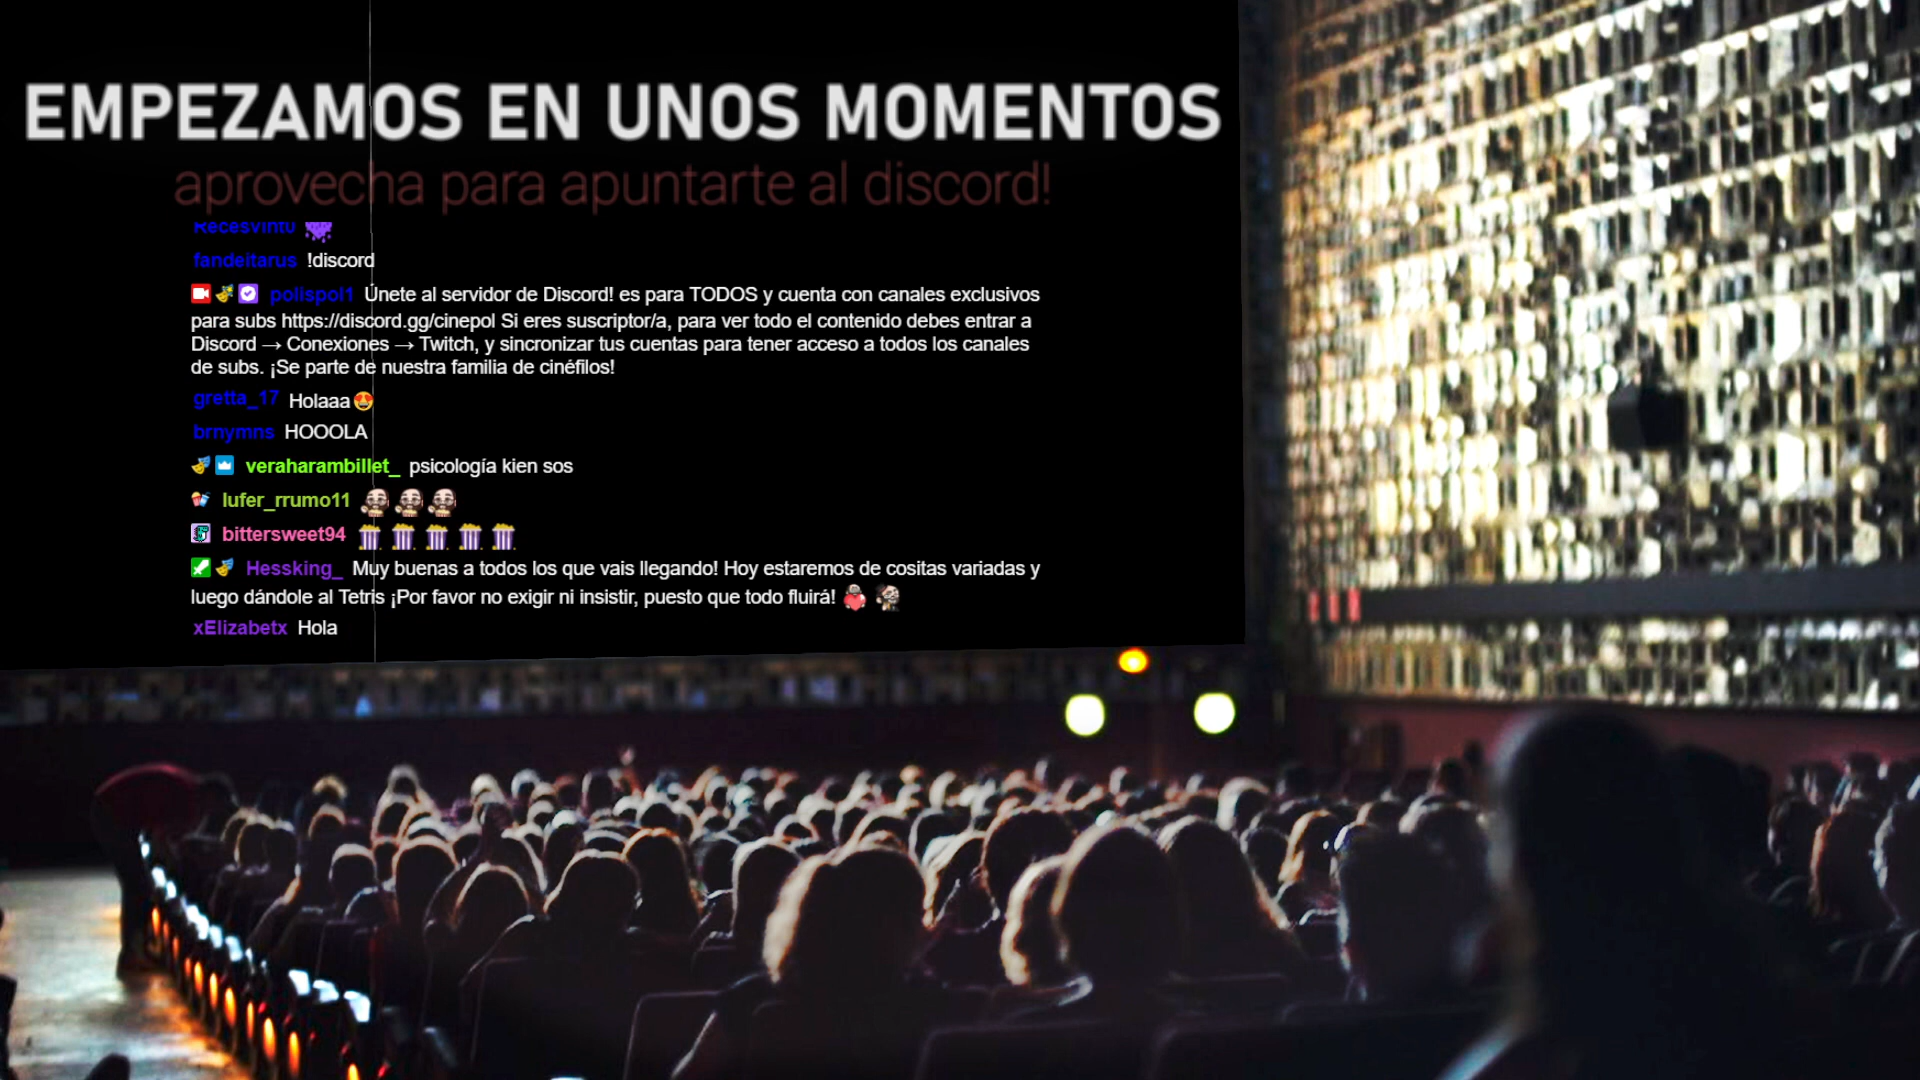 EMPEZAMOS EN UNOS MOMENTOS
aprovecha para apuntarte al discord!
Recesvinto
fandeitarus !discord
polispol1 Únete al servidor de Discord! es para TODOS y cuenta con canales exclusivos
para subs https://discord.gg/cinepol Si eres suscriptor/a, para ver todo el contenido debes entrar a
Discord → Conexiones → Twitch, y sincronizar tus cuentas para tener acceso a todos los canales
de subs. ¡Se parte de nuestra familia de cinéfilos!
gretta_17 Holaaa😍
brnymns HOOOLA
veraharambillet_ psicología kien sos
lufer_rrumo11
bittersweet94
Hessking_ Muy buenas a todos los que vais llegando! Hoy estaremos de cositas variadas y
luego dándole al Tetris ¡Por favor no exigir ni insistir, puesto que todo fluirá!
xElizabetx Hola